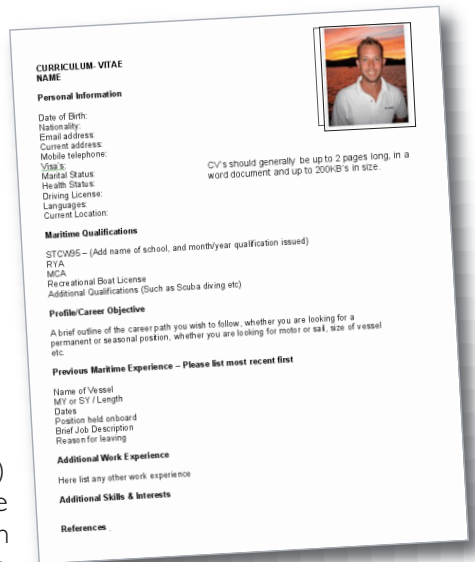 CURRICULUM- VITAE
NAME
Personal Information
Date of Birth:
Nationality:
Email address:
Current address:
Mobile telephone:
Visa's:
Marital Status:
Health Status:
Driving License:
Languages:
Current Location:
CV's should generally be up to 2 pages long, in a
word document and up to 200KB's in size.
Maritime Qualifications
STCW95 – (Add name of school, and month/year qualification issued)
RYA
MCA
Recreational Boat License
Additional Qualifications (Such as Scuba diving etc)
Profile/Career Objective
A brief outline of the career path you wish to follow, whether you are looking for a
permanent or seasonal position, whether you are looking for motor or sail, size of vessel
etc.
Previous Maritime Experience – Please list most recent first
Name of Vessel
MY or SY / Length
Dates
Position held onboard
Brief Job Description
Reason for leaving
Additional Work Experience
Here list any other work experience
Additional Skills & Interests
References
)
e
n